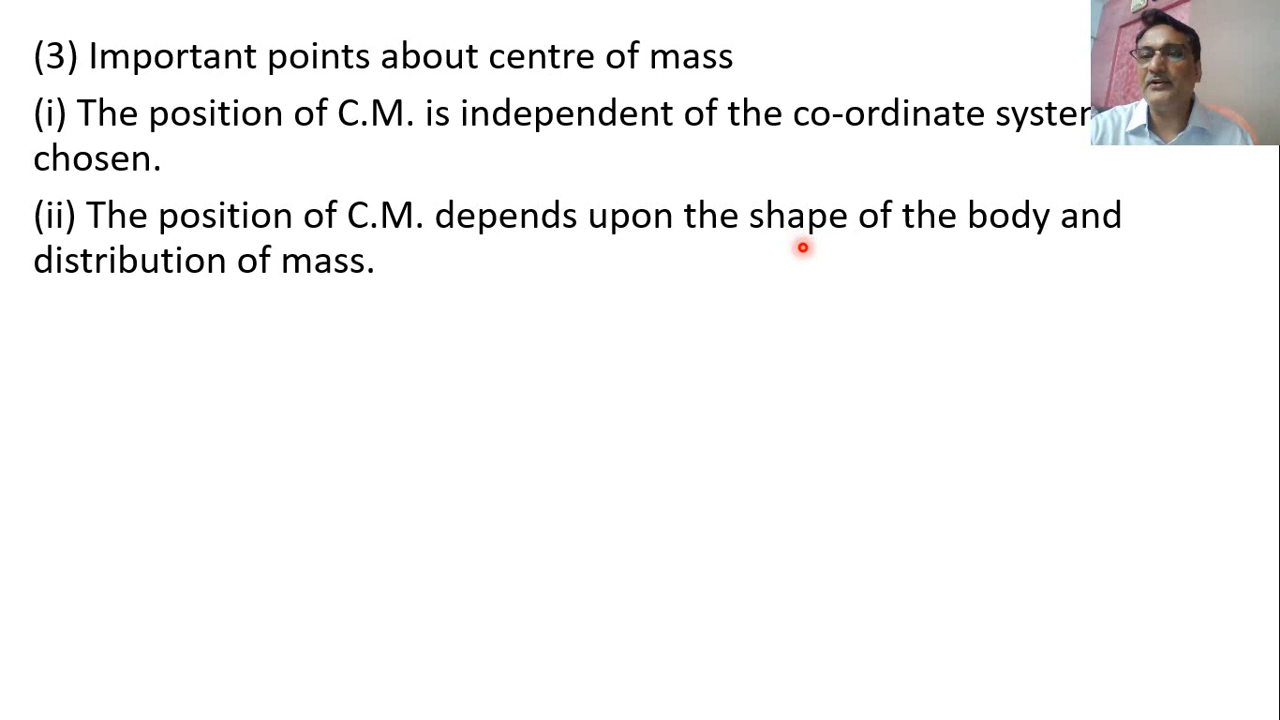 (3) Important points about centre of mass
(i) The position of C.M. is independent of the co-ordinate
chosen.
(ii) The position of C.M. depends upon the shape of the body and
distribution of mass.